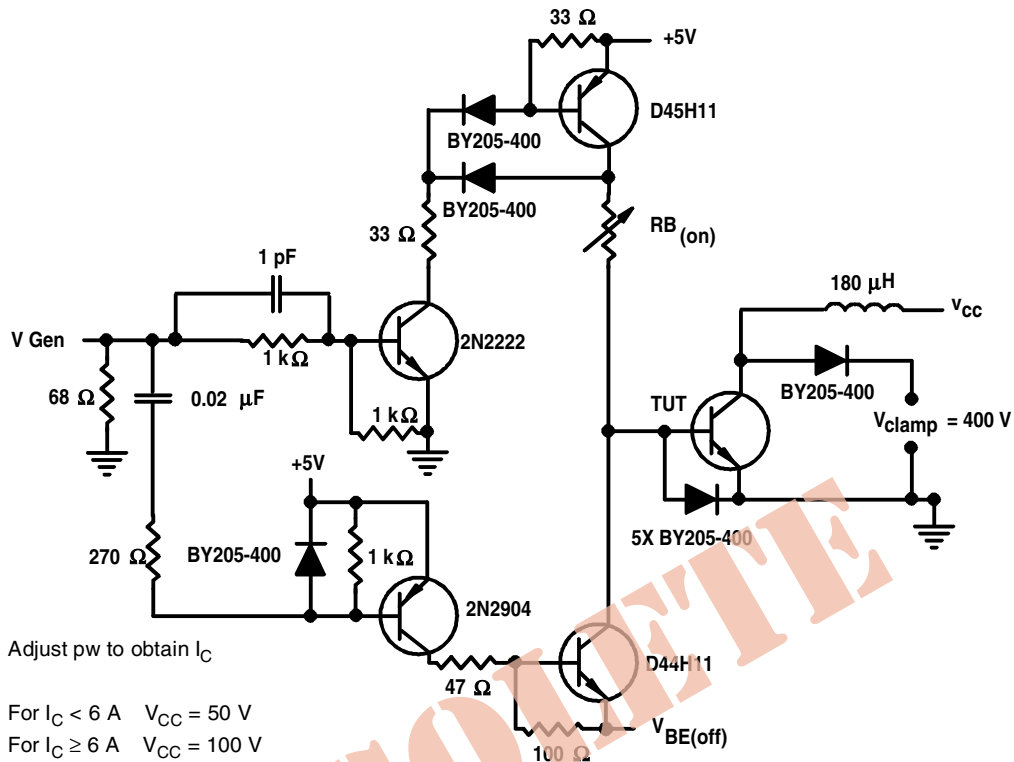 33 Ω
+5V
D45H11
BY205-400
BY205-400
33 Ω
RB(on)
1 pF
180 μH
V Gen
1 kΩ
2N2222
vcc
68 Ω
0.02 μF
1 kΩ
TUT
BY205-400
Vclamp = 400 V
+5V
5X BY205-400
270 Ω
BY205-400
1 kΩ
2N2904
Adjust pw to obtain IC
47 Ω
D44H11
For IC < 6 A VCC = 50 V
VBE(off)
For IC ≥ 6 A VCC = 100 V
100 Ω